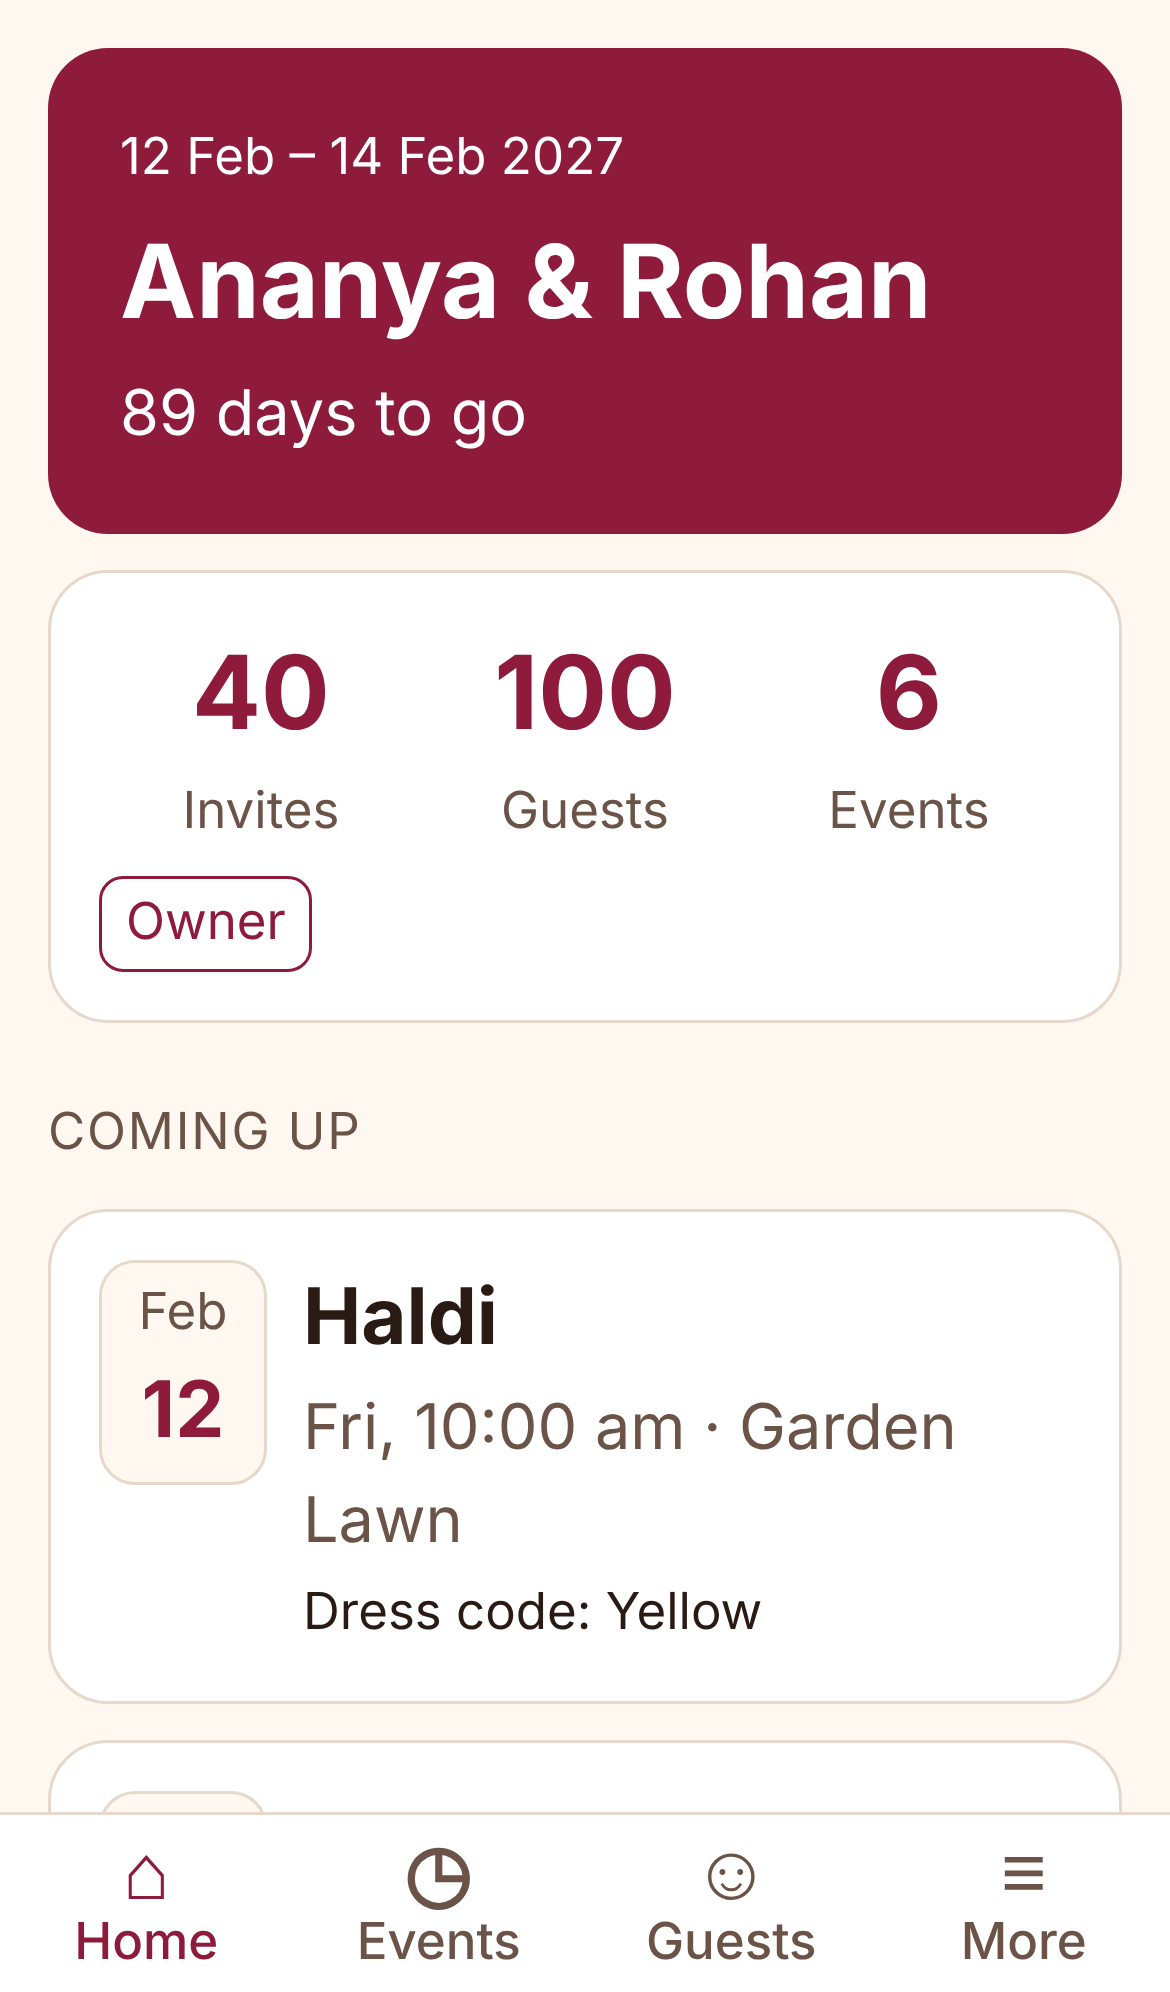 12 Feb – 14 Feb 2027
Ananya & Rohan
89 days to go
40 100 6
Invites Guests Events
Owner
COMING UP
Feb
12
Haldi
Fri, 10:00 am · Garden
Lawn
Dress code: Yellow
Home Events Guests More